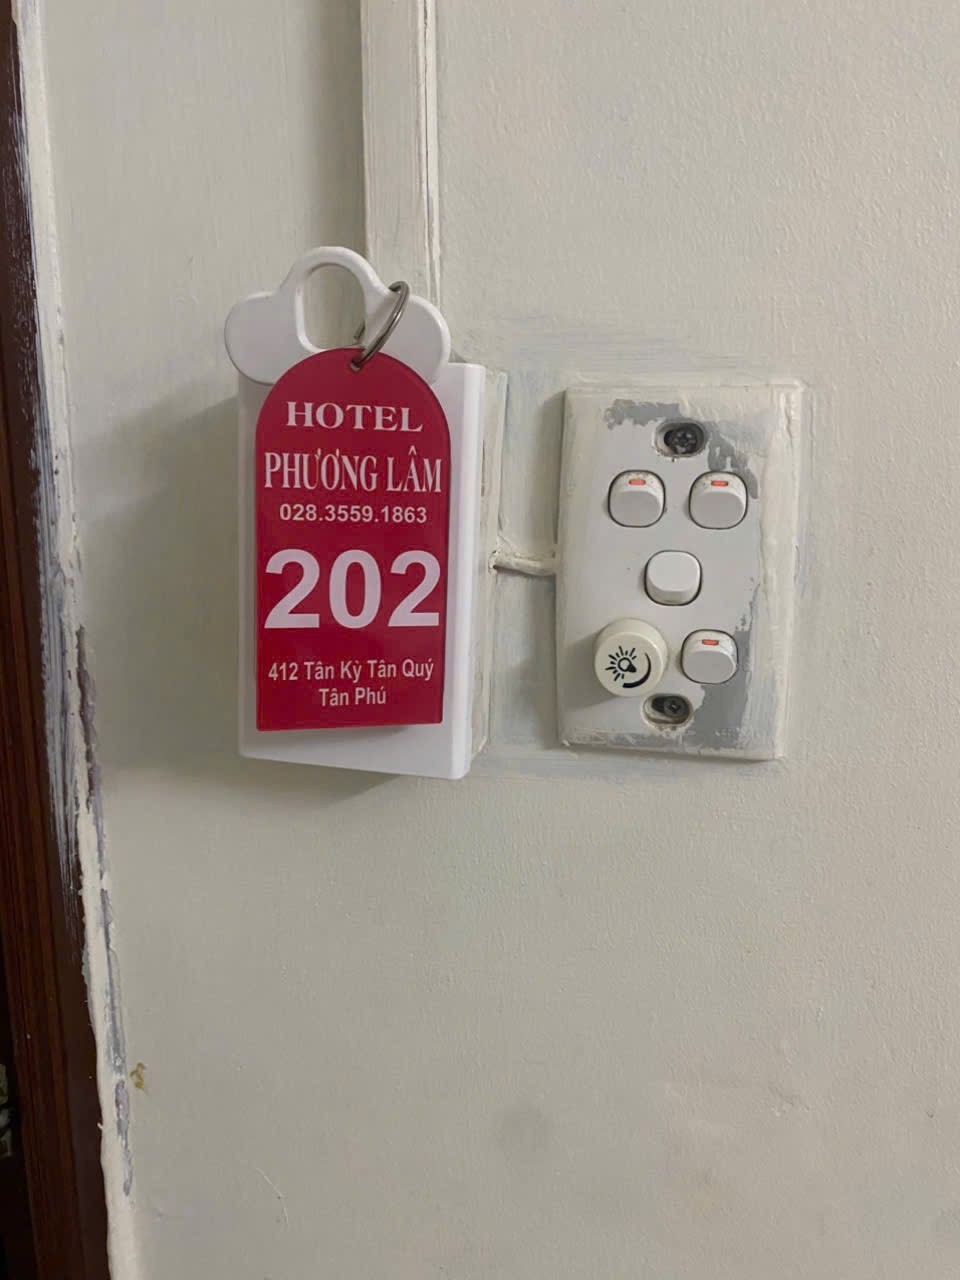 HOTEL
PHƯƠNG LÂM
028.3559.1863
202
412 Tân Kỳ Tân Quý
Tân Phú